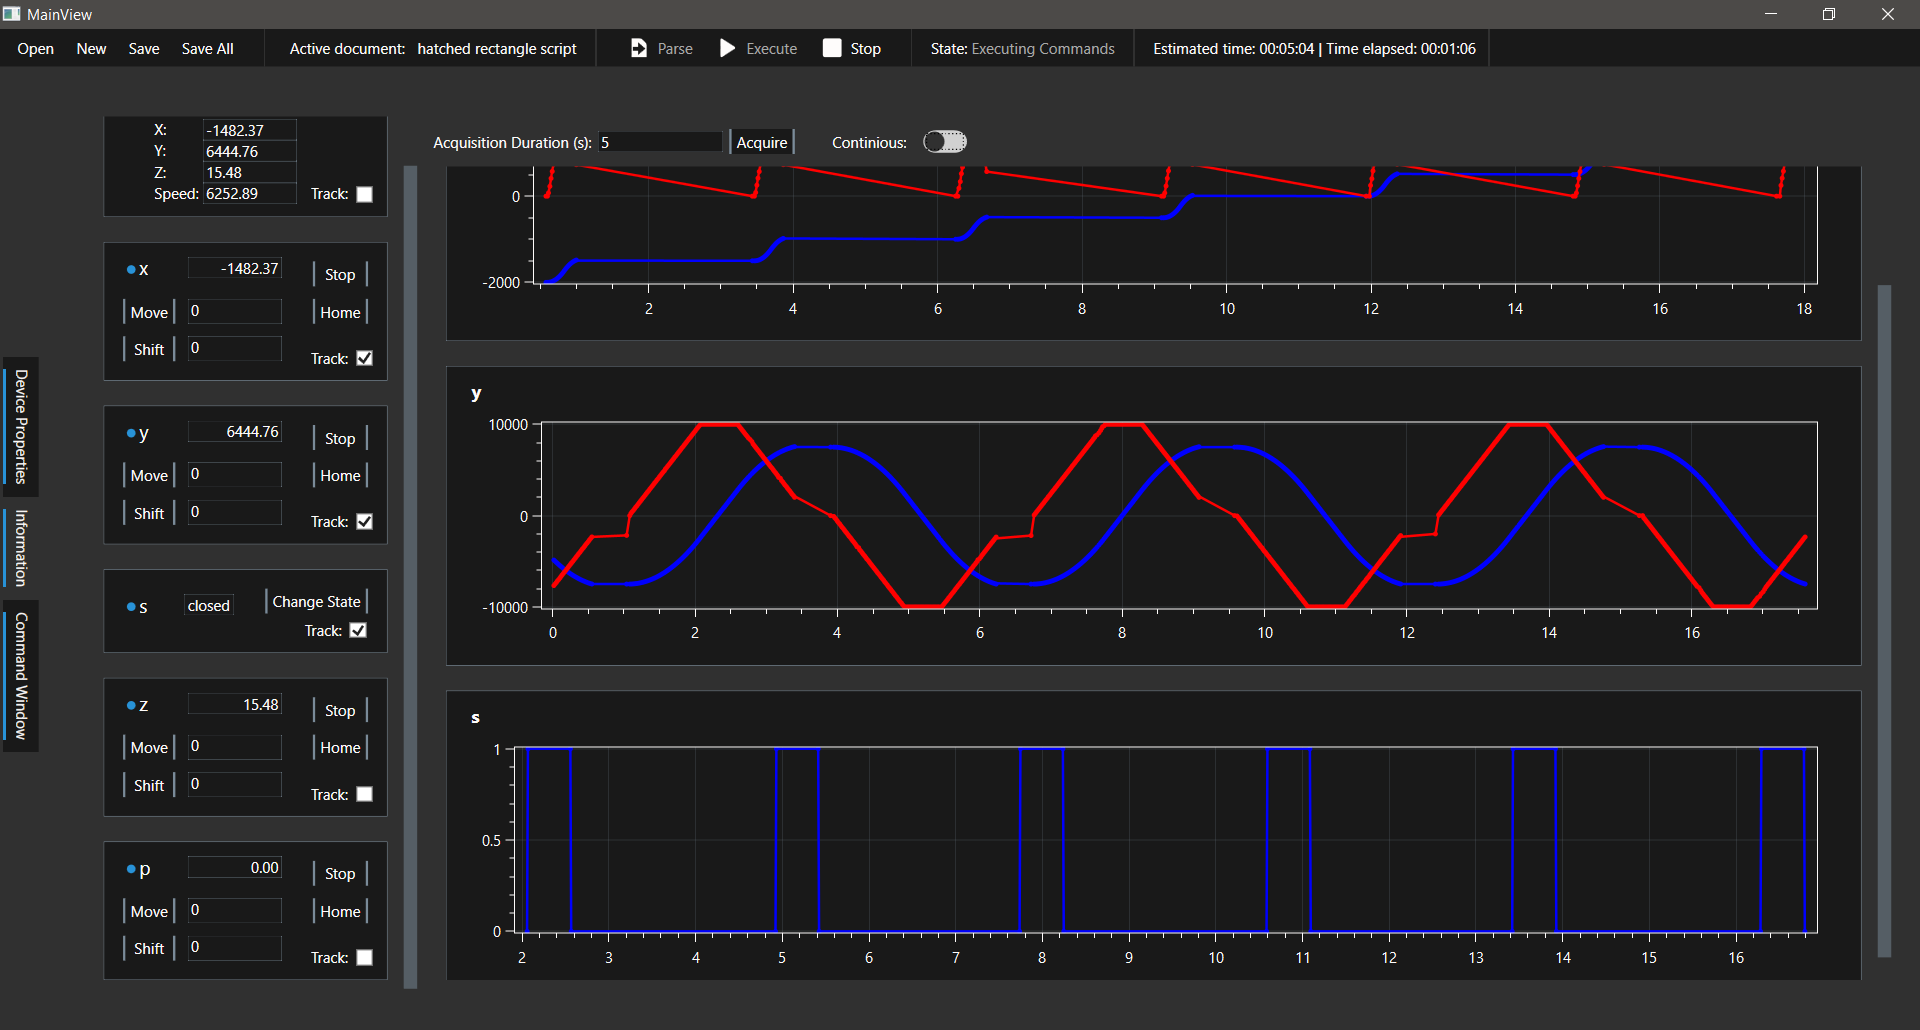 MainView
Open New Save Save All Active document: hatched rectangle script Parse Execute Stop State: Executing Commands Estimated time: 00:05:04 | Time elapsed: 00:01:06
Device Properties
Information
Command Window
X: -1482.37
Y: 6444.76
Z: 15.48
Speed: 6252.89 Track:
x -1482.37 Stop
Move 0 Home
Shift 0 Track:
y 6444.76 Stop
Move 0 Home
Shift 0 Track:
s closed Change State
Track:
z 15.48 Stop
Move 0 Home
Shift 0 Track:
p 0.00 Stop
Move 0 Home
Shift 0 Track:
Acquisition Duration (s): 5 Acquire Continious:
0
-2000
2 4 6 8 10 12 14 16 18
y
10000
0
-10000
0 2 4 6 8 10 12 14 16
s
1
0.5
0
2 3 4 5 6 7 8 9 10 11 12 13 14 15 16